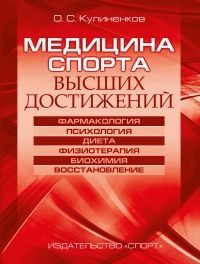 О. С. Кулиненков
МЕДИЦИНА
СПОРТА
ВЫСШИХ
ДОСТИЖЕНИЙ
ФАРМАКОЛОГИЯ
ПСИХОЛОГИЯ
ДИЕТА
ФИЗИОТЕРАПИЯ
БИОХИМИЯ
ВОССТАНОВЛЕНИЕ
ИЗДАТЕЛЬСТВО «СПОРТ»